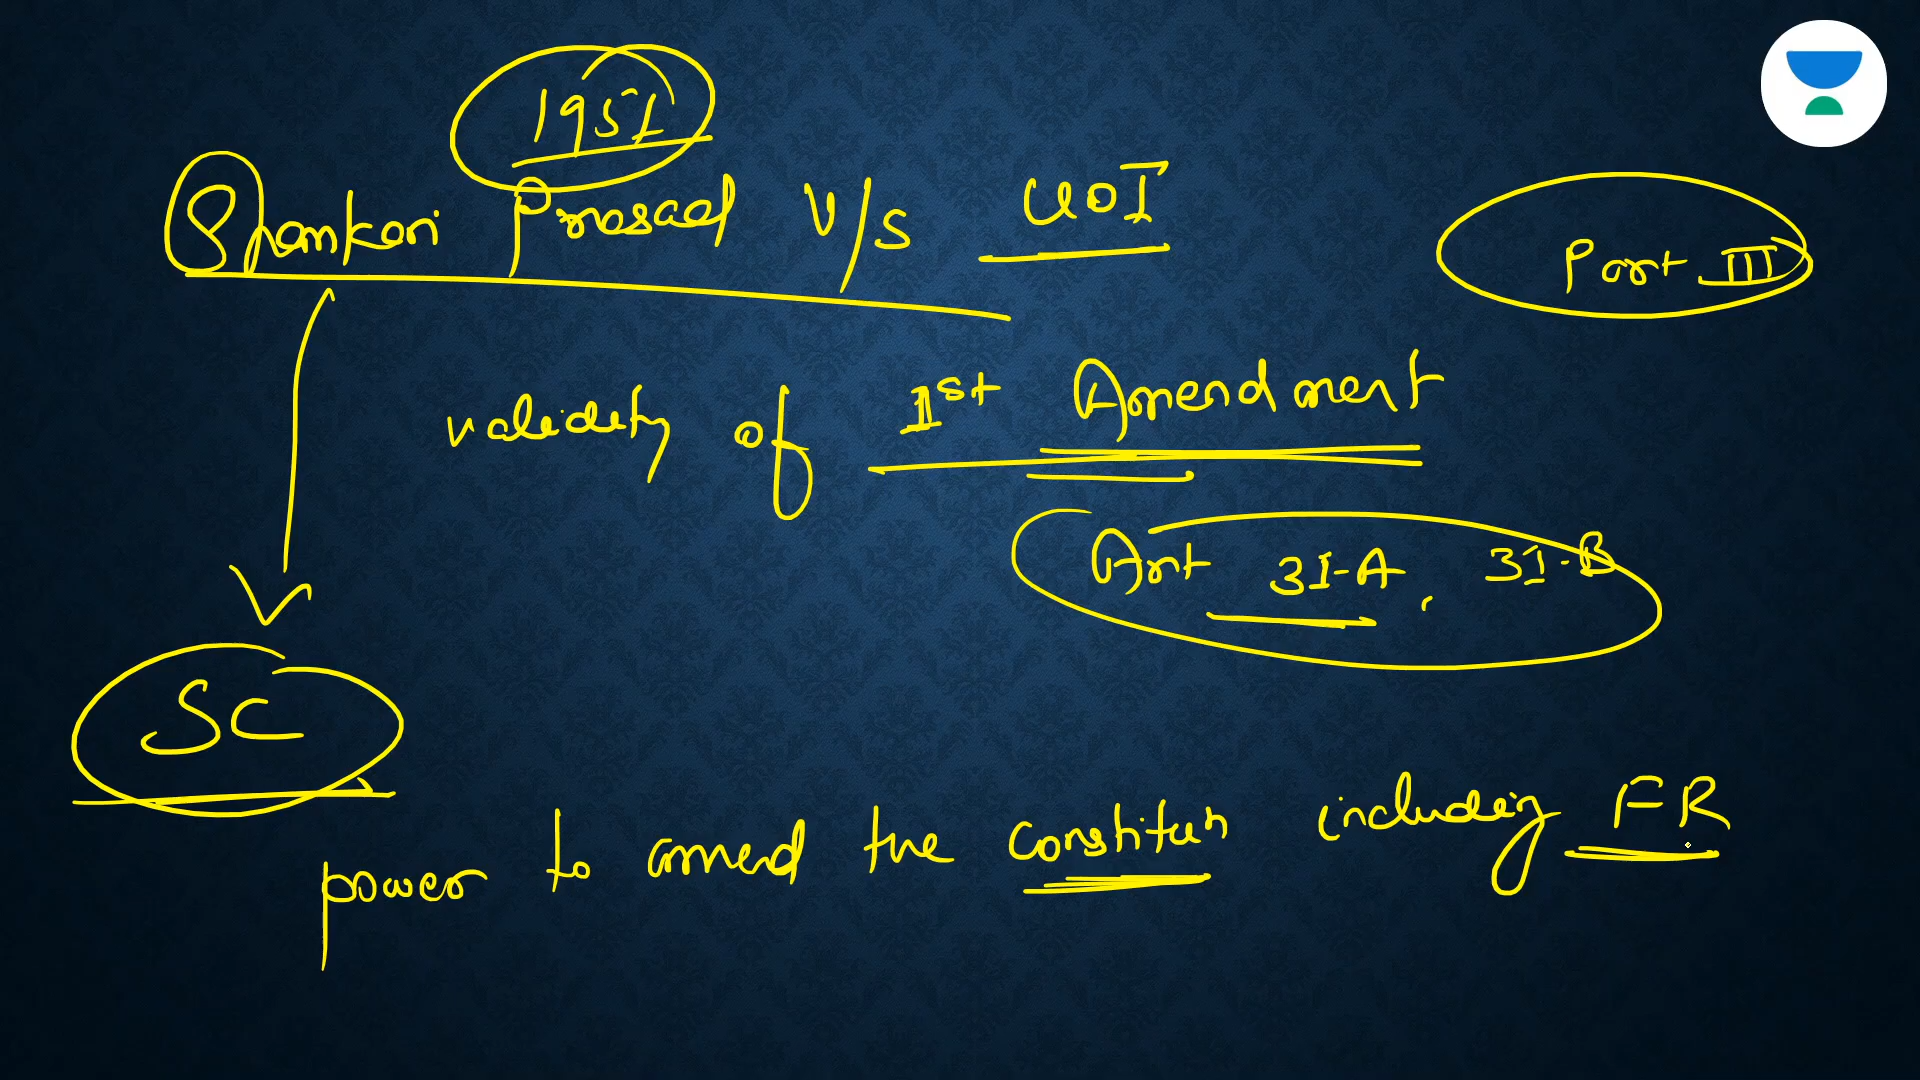 1951
Shankari Prasad V/s UOI
Part III
validity of 1st Amendment
Art 31-A, 31-B
SC
power to amend the constitun including FR